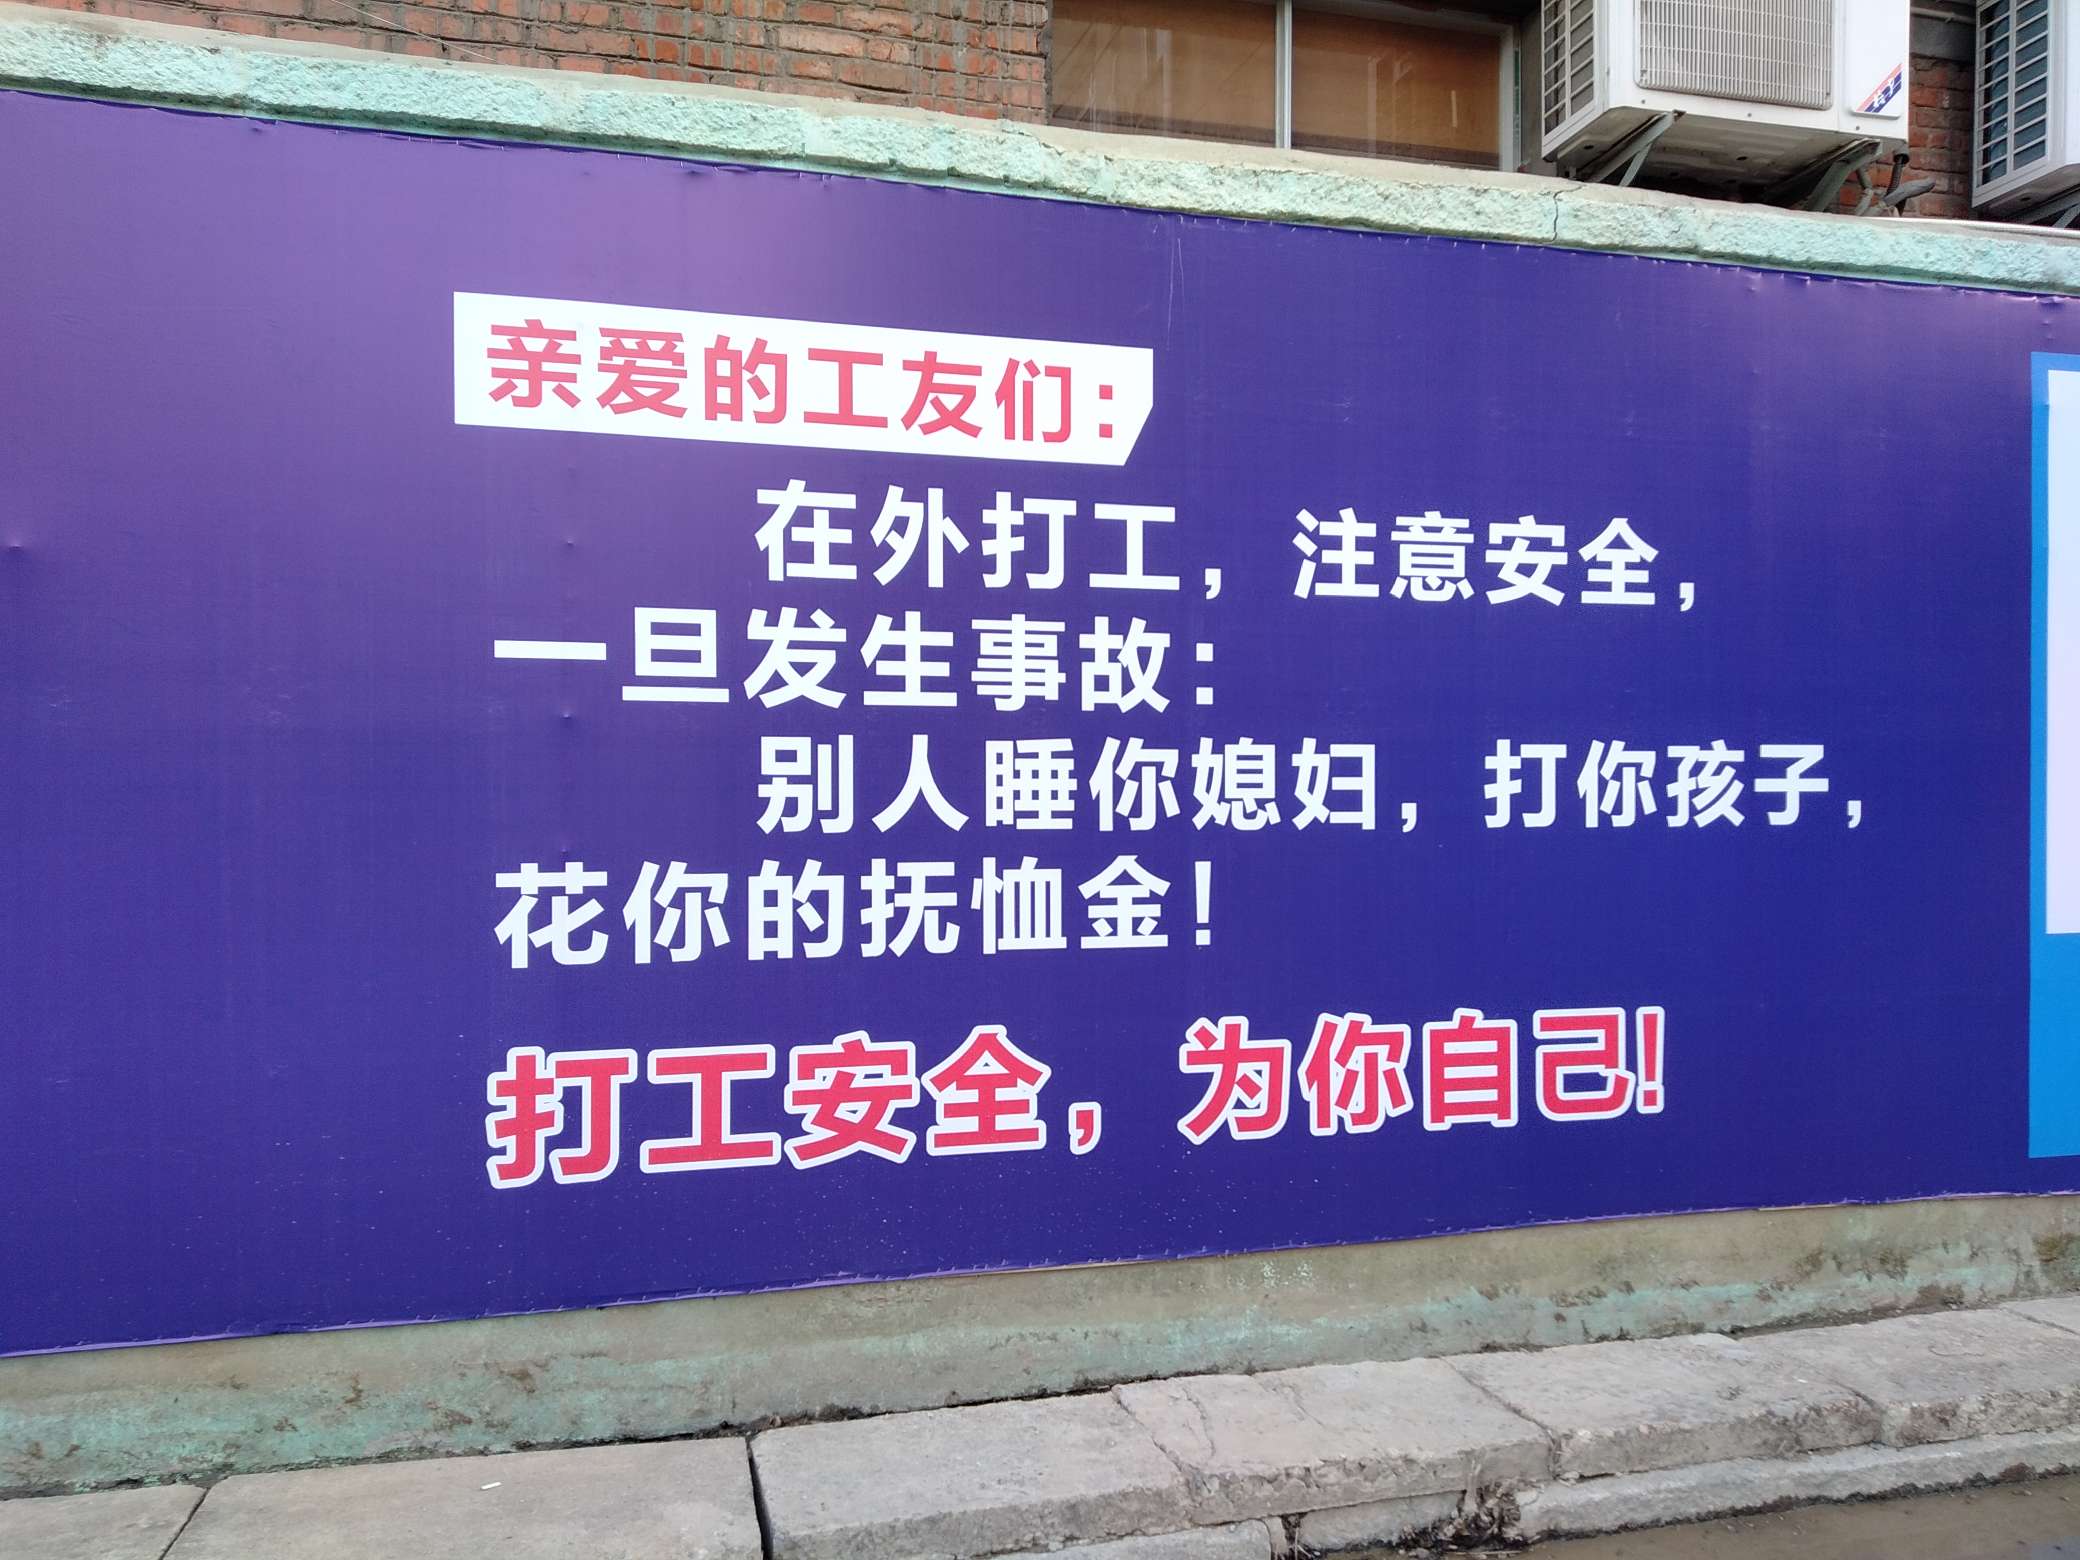 亲爱的工友们：
在外打工，注意安全，
一旦发生事故：
别人睡你媳妇，打你孩子，
花你的抚恤金！
打工安全，为你自己！